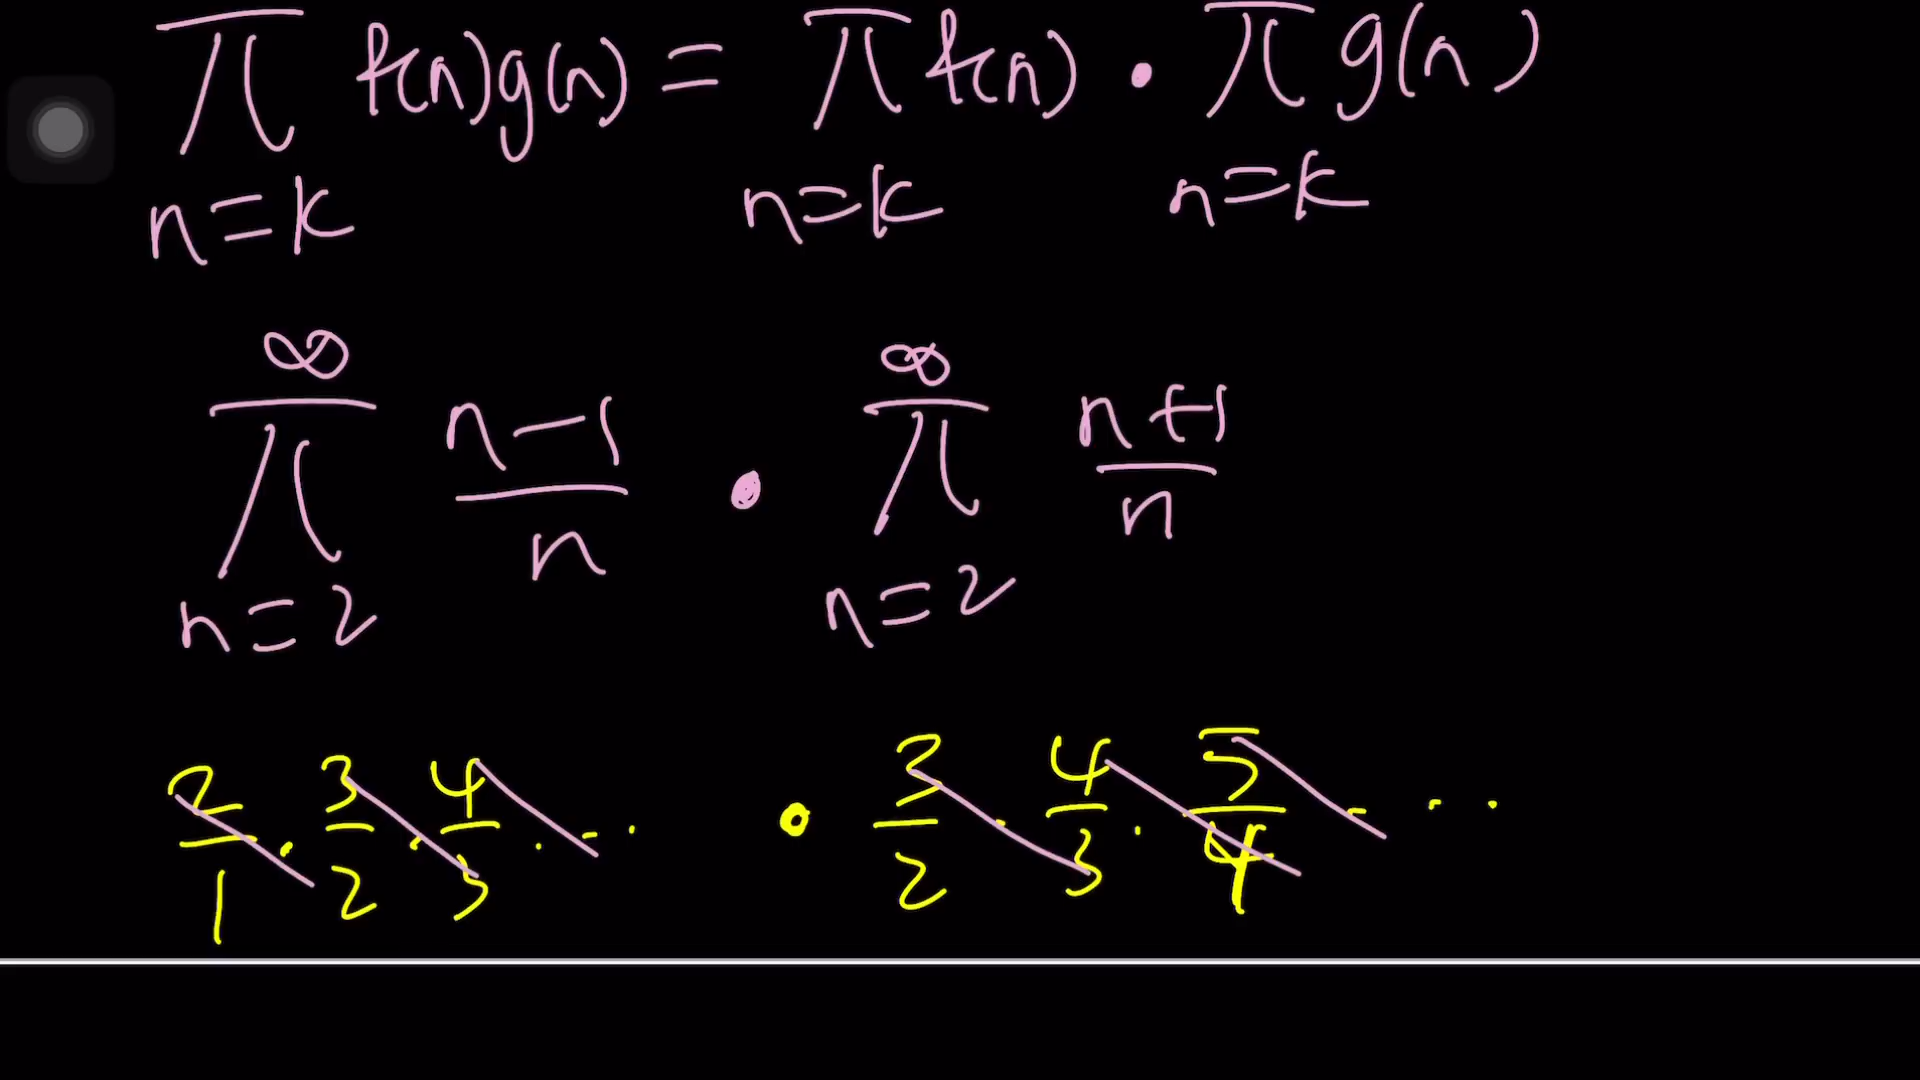 ∏ f(n)g(n) = ∏ f(n) · ∏ g(n)
n=k n=k n=k
∞ ∞
∏ n-1/n · ∏ n+1/n
n=2 n=2
2/1 · 3/2 · 4/3 · - · · 3/2 · 4/3 · 5/4 - · ·